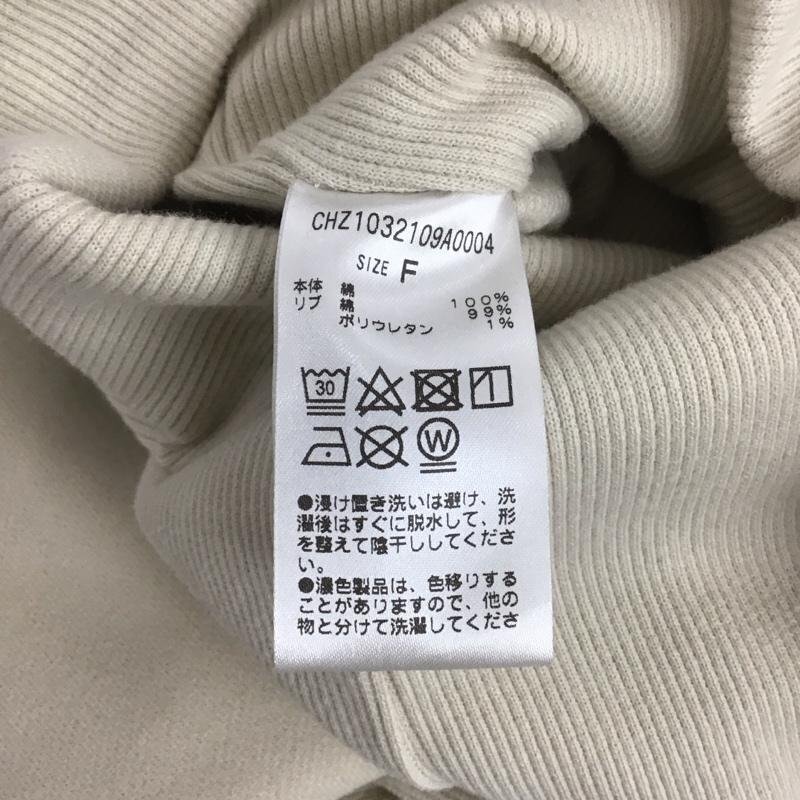 CHZ1032109A0004
SIZE F
本体 綿 100%
リブ 綿 99%
ポリウレタン 1%
30
W
●浸け置き洗いは避け、洗
濯後はすぐに脱水して、形
を整えて陰干ししてくださ
い。
●濃色製品は、色移りする
ことがありますので、他の
物と分けて洗濯してくださ